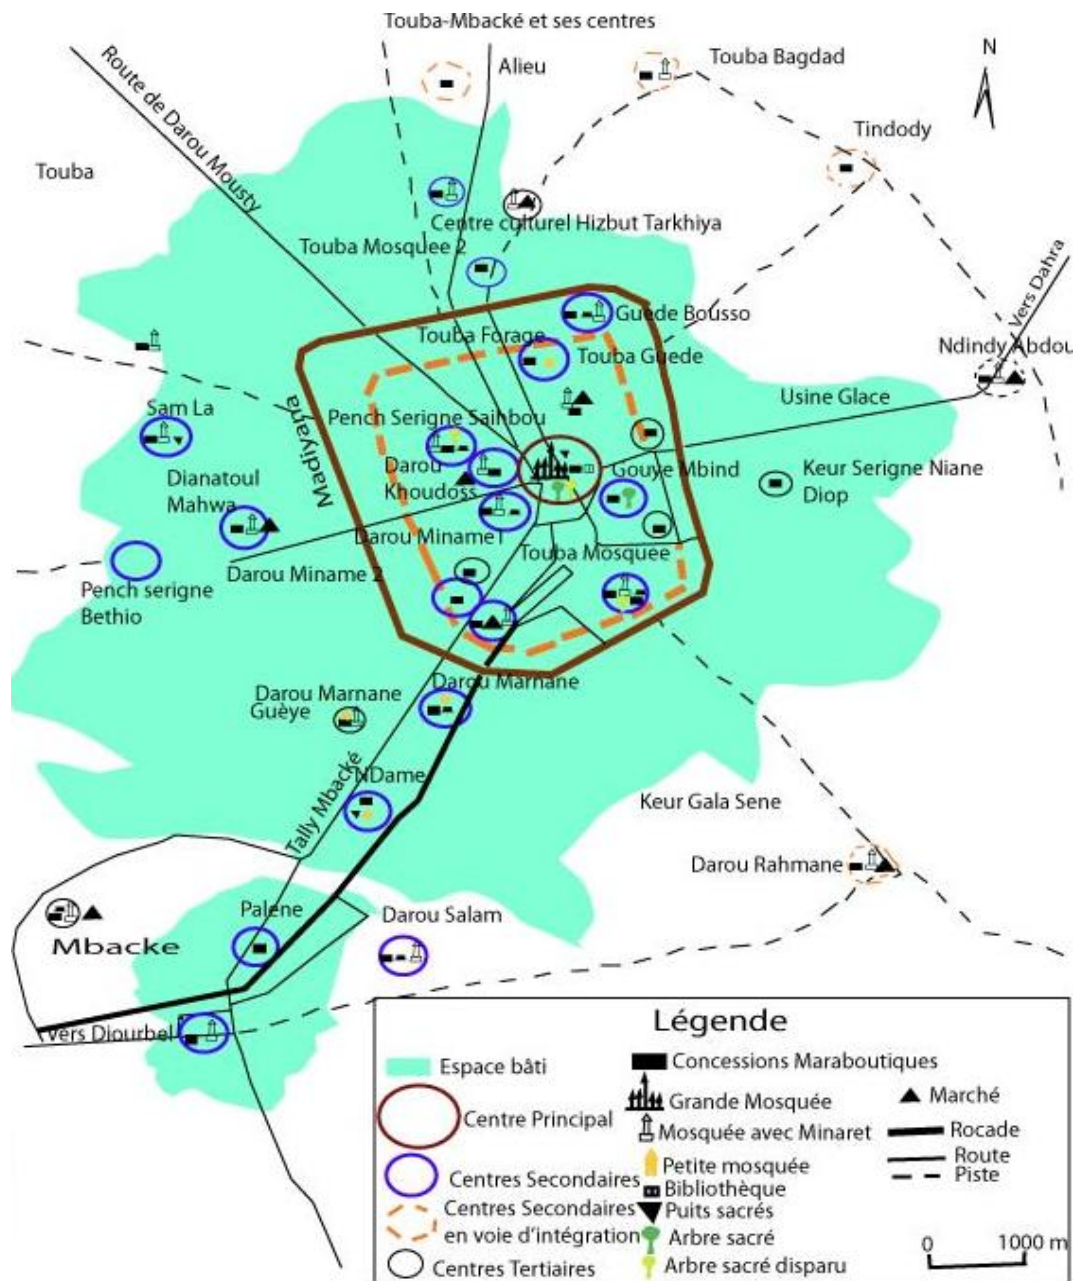 Touba-Mbacké et ses centres
N
Alieu
Touba Bagdad
Route de Darou Mousty
Tindody
Touba
Centre culturel Hizbut Tarkhiya
Touba Mosquee 2
Vers Dahra
Guede Bousso
Touba Forage
Touba Guede
Ndindy Abdou
Usine Glace
Sam La
Madiyana
Pench Serigne Saihbou
Darou
Khoudoss
Gouye Mbind
Keur Serigne Niane
Diop
Dianatoul
Mahwa
Darou Miname I
Touba Mosquee
Darou Miname 2
Pench serigne
Bethio
Darou Marnane
Darou Marnane
Guèye
Tally Mbacké
NDame
Keur Gala Sene
Darou Rahmane
Palene
Darou Salam
Mbacke
Vers Diourbel
Légende
Espace bâti
Centre Principal
Centres Secondaires
Centres Secondaires
en voie d'intégration
Centres Tertiaires
Concessions Maraboutiques
Grande Mosquée
Mosquée avec Minaret
Petite mosquée
Bibliothèque
Puits sacrés
Arbre sacré
Arbre sacré disparu
Marché
Rocade
Route
Piste
0 1000 m